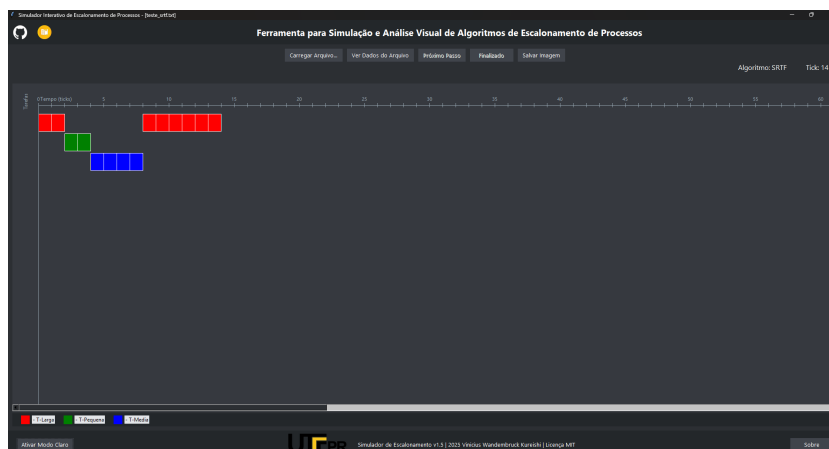 Simulador Interativo de Escalonamento de Processos - [teste_srtf.txt]
Ferramenta para Simulação e Análise Visual de Algoritmos de Escalonamento de Processos
Carregar Arquivo... Ver Dados do Arquivo Próximo Passo Finalizado Salvar Imagem
Algoritmo: SRTF Tick: 14
Tarefas
0 Tempo (ticks) 5 10 15 20 25 30 35 40 45 50 55 60
- T-Larga - T-Pequena - T-Media
Ativar Modo Claro UTFPR Simulador de Escalonamento v1.5 | 2025 Vinicius Wandembruck Kureishi | Licença MIT Sobre